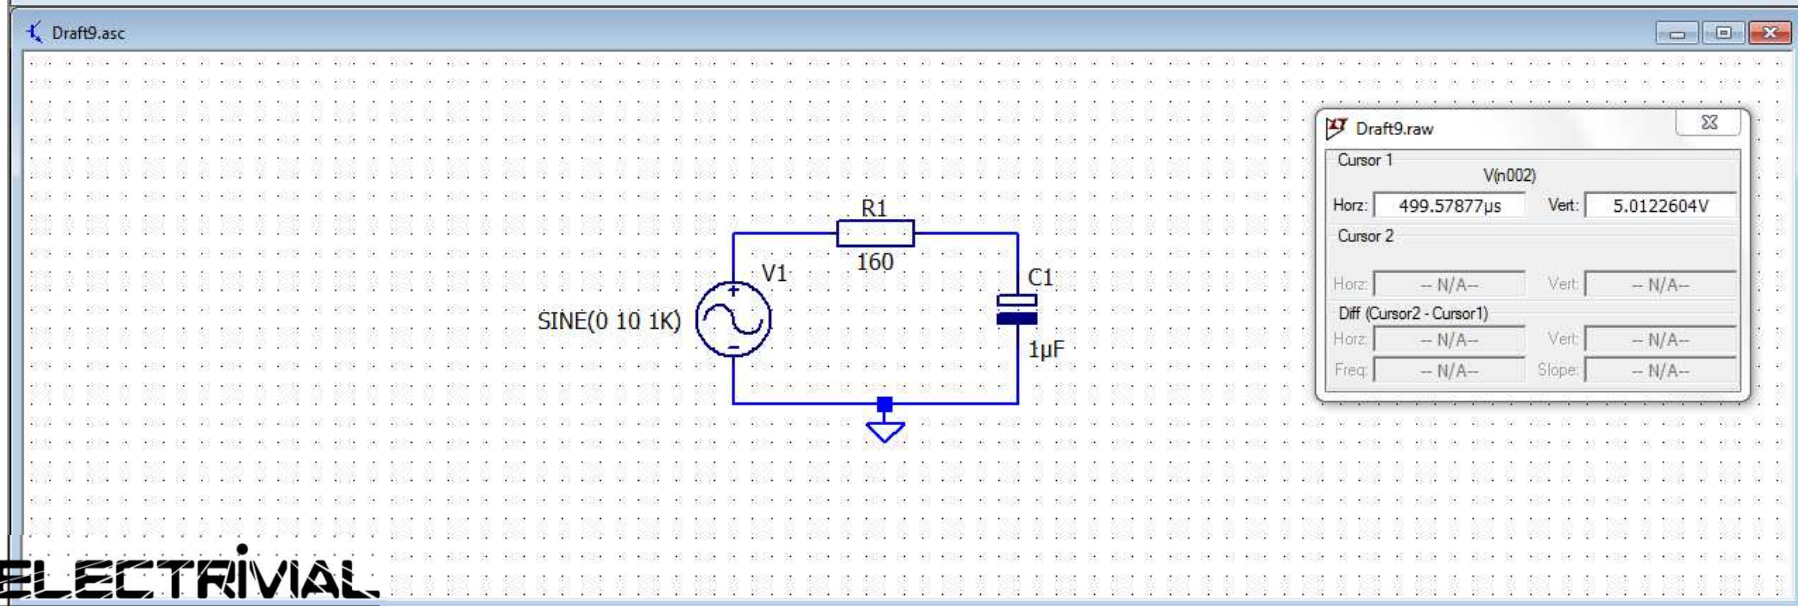 Draft9.asc
R1
160
V1
SINE(0 10 1K)
C1
1µF
Draft9.raw
Cursor 1
V(n002)
Horz: 499.57877µs Vert: 5.0122604V
Cursor 2
Horz: -- N/A-- Vert: -- N/A--
Diff (Cursor2 - Cursor1)
Horz: -- N/A-- Vert: -- N/A--
Freq: -- N/A-- Slope: -- N/A--
ELECTRIVIAL